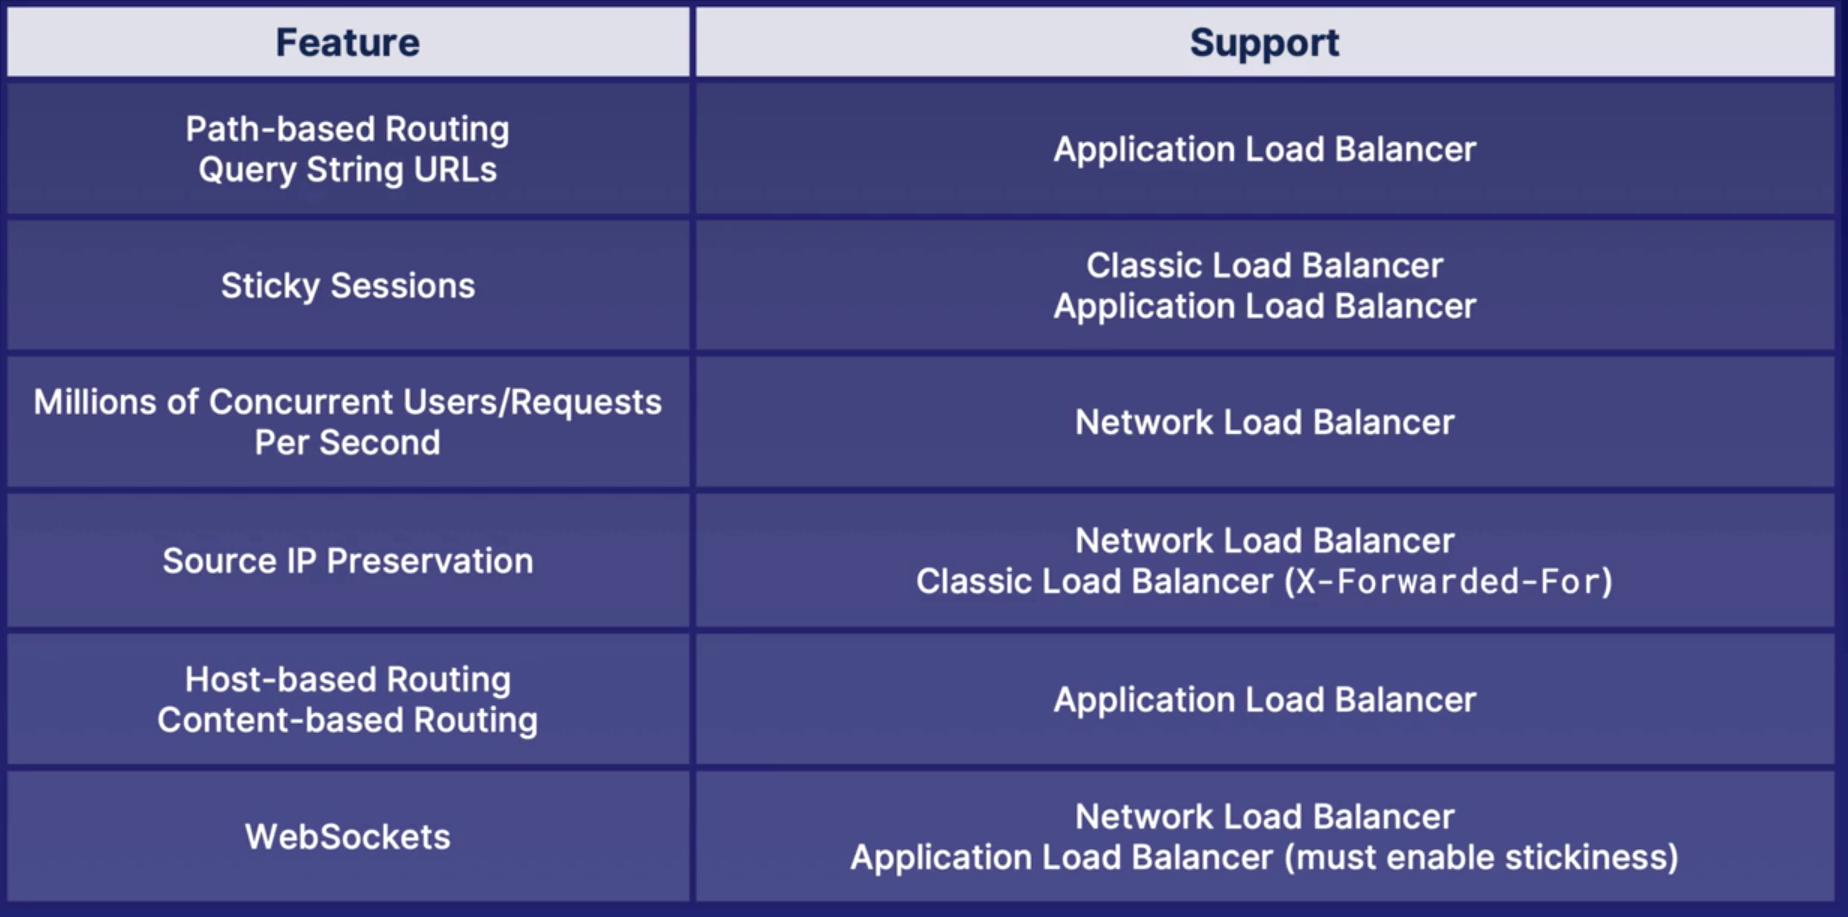 Feature
Support
Path-based Routing
Query String URLs
Application Load Balancer
Sticky Sessions
Classic Load Balancer
Application Load Balancer
Millions of Concurrent Users/Requests
Per Second
Network Load Balancer
Source IP Preservation
Network Load Balancer
Classic Load Balancer (X-Forwarded-For)
Host-based Routing
Content-based Routing
Application Load Balancer
WebSockets
Network Load Balancer
Application Load Balancer (must enable stickiness)